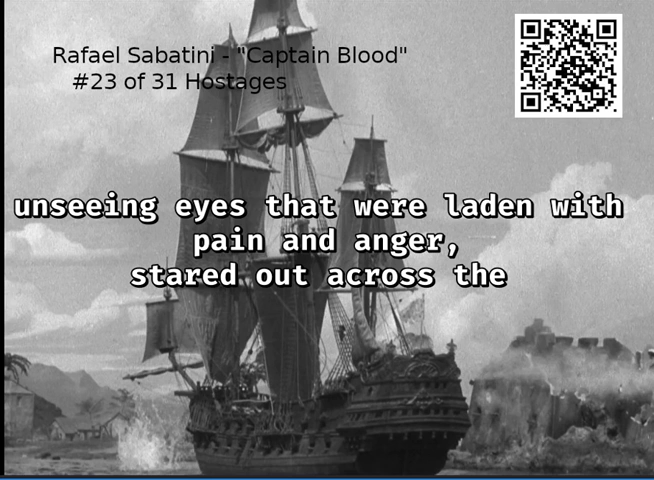 Rafael Sabatini - "Captain Blood"
#23 of 31 Hostages
unseeing eyes that were laden with
pain and anger,
stared out across the